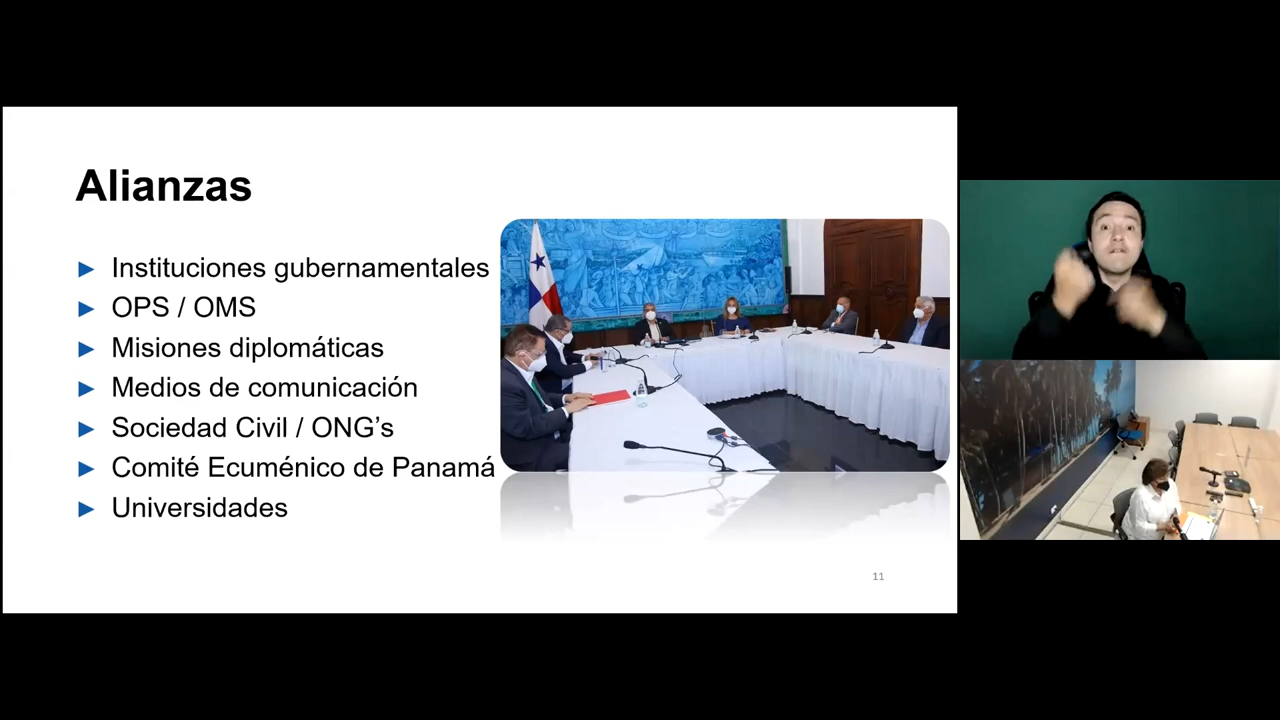 Alianzas
Instituciones gubernamentales
OPS / OMS
Misiones diplomáticas
Medios de comunicación
Sociedad Civil / ONG’s
Comité Ecuménico de Panamá
Universidades
11